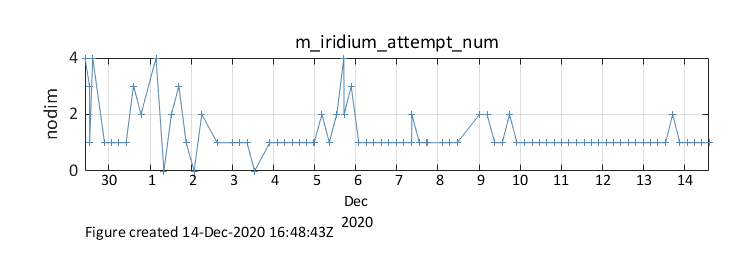 m_iridium_attempt_num
nodim
4
2
0
30 1 2 3 4 5 6 7 8 9 10 11 12 13 14
Dec
2020
Figure created 14-Dec-2020 16:48:43Z